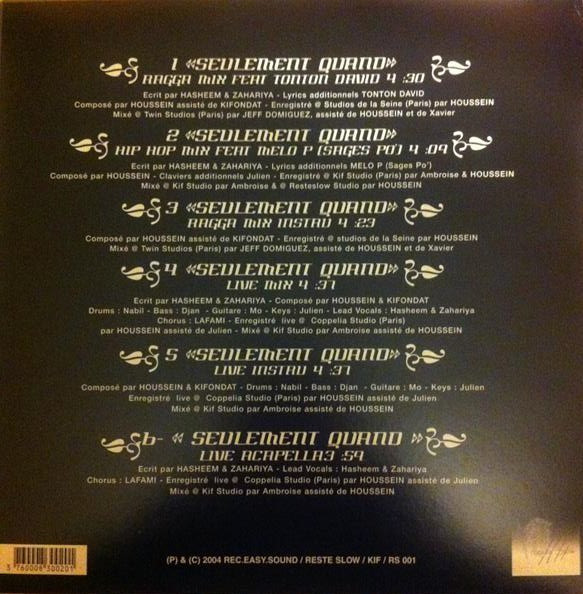 1 «SEULEMENT QUAND»
RAGGA MIX FEAT TONTON DAVID 4 :30
Ecrit par HASHEEM & ZAHARIYA - Lyrics additionnels TONTON DAVID
Composé par HOUSSEIN assisté de KIFONDAT - Enregistré @ Studios de la Seine (Paris) par HOUSSEIN
Mixé @ Twin Studios (Paris) par JEFF DOMIGUEZ, assisté de HOUSSEIN et de Xavier
2 «SEULEMENT QUAND»
HIP HOP MIX FEAT MELO P (SAGES PO') 4 :09
Ecrit par HASHEEM & ZAHARIYA - Lyrics additionnels MELO P (Sages Po')
Composé par HOUSSEIN - Claviers additionnels Julien - Enregistré @ Kif Studio (Paris) par Ambroise & HOUSSEIN
Mixé @ Kif Studio par Ambroise & @ Resteslow Studio par HOUSSEIN
3 «SEULEMENT QUAND»
RAGGA MIX INSTRU 4 :23
Composé par HOUSSEIN assisté de KIFONDAT - Enregistré @ studios de la Seine par HOUSSEIN
Mixé @ Twin Studios (Paris) par JEFF DOMIGUEZ, assisté de HOUSSEIN et de Xavier
4 «SEULEMENT QUAND»
LIVE MIX 4 :37
Ecrit par HASHEEM & ZAHARIYA - Composé par HOUSSEIN & KIFONDAT
Drums : Nabil - Bass : Djan - Guitare : Mo - Keys : Julien - Lead Vocals : Hasheem & Zahariya
Chorus : LAFAMI - Enregistré live @ Coppelia Studio (Paris)
par HOUSSEIN assisté de Julien - Mixé @ Kif Studio par Ambroise assisté de HOUSSEIN
5 «SEULEMENT QUAND»
LIVE INSTRU 4 :37
Composé par HOUSSEIN & KIFONDAT - Drums : Nabil - Bass : Djan - Guitare : Mo - Keys : Julien
Enregistré live @ Coppelia Studio (Paris) par HOUSSEIN assisté de Julien
Mixé @ Kif Studio par Ambroise assisté de HOUSSEIN
6- « SEULEMENT QUAND »
LIVE ACAPELLA3 :59
Ecrit par HASHEEM & ZAHARIYA - Lead Vocals : Hasheem & Zahariya
Chorus : LAFAMI - Enregistré live @ Coppelia Studio (Paris) par HOUSSEIN assisté de Julien
Mixé @ Kif Studio par Ambroise assisté de HOUSSEIN
(P) & (C) 2004 REC.EASY.SOUND / RESTE SLOW / KIF / RS 001
3 760006 300201